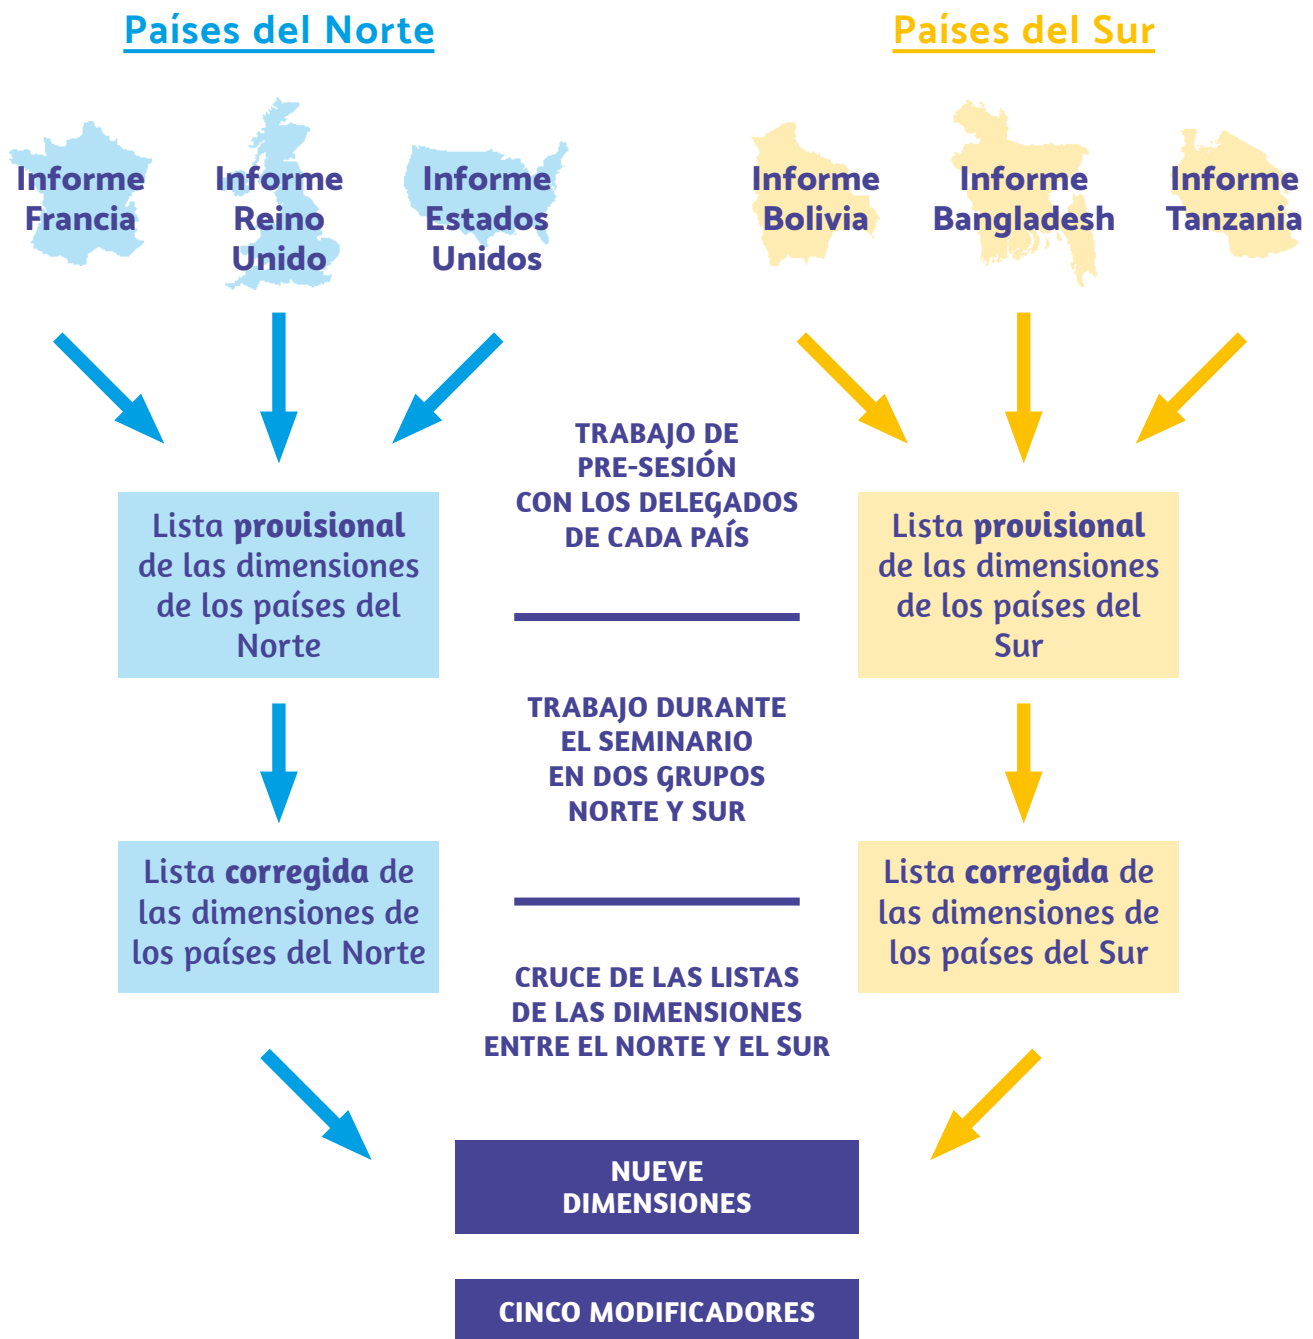 Países del Norte
Países del Sur
Informe
Francia
Informe
Reino
Unido
Informe
Estados
Unidos
Informe
Bolivia
Informe
Bangladesh
Informe
Tanzania
TRABAJO DE
PRE-SESIÓN
CON LOS DELEGADOS
DE CADA PAÍS
Lista provisional
de las dimensiones
de los países del
Norte
Lista provisional
de las dimensiones
de los países del
Sur
TRABAJO DURANTE
EL SEMINARIO
EN DOS GRUPOS
NORTE Y SUR
Lista corregida de
las dimensiones de
los países del Norte
Lista corregida de
las dimensiones de
los países del Sur
CRUCE DE LAS LISTAS
DE LAS DIMENSIONES
ENTRE EL NORTE Y EL SUR
NUEVE
DIMENSIONES
CINCO MODIFICADORES